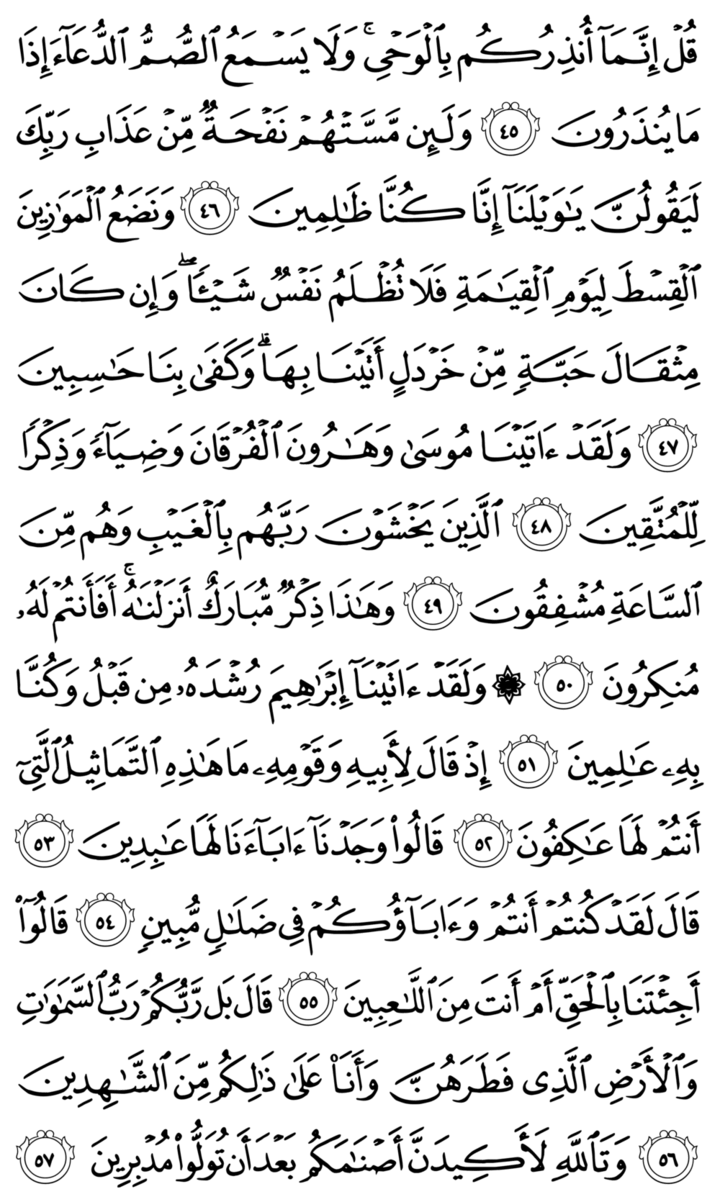 قُلۡ إِنَّمَآ أُنذِرُكُم بِٱلۡوَحۡيِۚ وَلَا يَسۡمَعُ ٱلصُّمُّ ٱلدُّعَآءَ إِذَا
مَا يُنذَرُونَ ٤٥ وَلَئِن مَّسَّتۡهُمۡ نَفۡحَةٞ مِّنۡ عَذَابِ رَبِّكَ
لَيَقُولُنَّ يَٰوَيۡلَنَآ إِنَّا كُنَّا ظَٰلِمِينَ ٤٦ وَنَضَعُ ٱلۡمَوَٰزِينَ
ٱلۡقِسۡطَ لِيَوۡمِ ٱلۡقِيَٰمَةِ فَلَا تُظۡلَمُ نَفۡسٞ شَيۡـٔٗاۖ وَإِن كَانَ
مِثۡقَالَ حَبَّةٖ مِّنۡ خَرۡدَلٍ أَتَيۡنَا بِهَاۗ وَكَفَىٰ بِنَا حَٰسِبِينَ
٤٧ وَلَقَدۡ ءَاتَيۡنَا مُوسَىٰ وَهَٰرُونَ ٱلۡفُرۡقَانَ وَضِيَآءٗ وَذِكۡرٗا
لِّلۡمُتَّقِينَ ٤٨ ٱلَّذِينَ يَخۡشَوۡنَ رَبَّهُم بِٱلۡغَيۡبِ وَهُم مِّنَ
ٱلسَّاعَةِ مُشۡفِقُونَ ٤٩ وَهَٰذَا ذِكۡرٞ مُّبَارَكٌ أَنزَلۡنَٰهُۚ أَفَأَنتُمۡ لَهُۥ
مُنكِرُونَ ٥٠ ۞ وَلَقَدۡ ءَاتَيۡنَآ إِبۡرَٰهِيمَ رُشۡدَهُۥ مِن قَبۡلُ وَكُنَّا
بِهِۦ عَٰلِمِينَ ٥١ إِذۡ قَالَ لِأَبِيهِ وَقَوۡمِهِۦ مَا هَٰذِهِ ٱلتَّمَاثِيلُ ٱلَّتِيٓ
أَنتُمۡ لَهَا عَٰكِفُونَ ٥٢ قَالُواْ وَجَدۡنَآ ءَابَآءَنَا لَهَا عَٰبِدِينَ ٥٣
قَالَ لَقَدۡ كُنتُمۡ أَنتُمۡ وَءَابَآؤُكُمۡ فِي ضَلَٰلٖ مُّبِينٖ ٥٤ قَالُوٓاْ
أَجِئۡتَنَا بِٱلۡحَقِّ أَمۡ أَنتَ مِنَ ٱللَّٰعِبِينَ ٥٥ قَالَ بَل رَّبُّكُمۡ رَبُّ ٱلسَّمَٰوَٰتِ
وَٱلۡأَرۡضِ ٱلَّذِي فَطَرَهُنَّ وَأَنَا۠ عَلَىٰ ذَٰلِكُم مِّنَ ٱلشَّٰهِدِينَ
٥٦ وَتَٱللَّهِ لَأَكِيدَنَّ أَصۡنَٰمَكُم بَعۡدَ أَن تُوَلُّواْ مُدۡبِرِينَ ٥٧